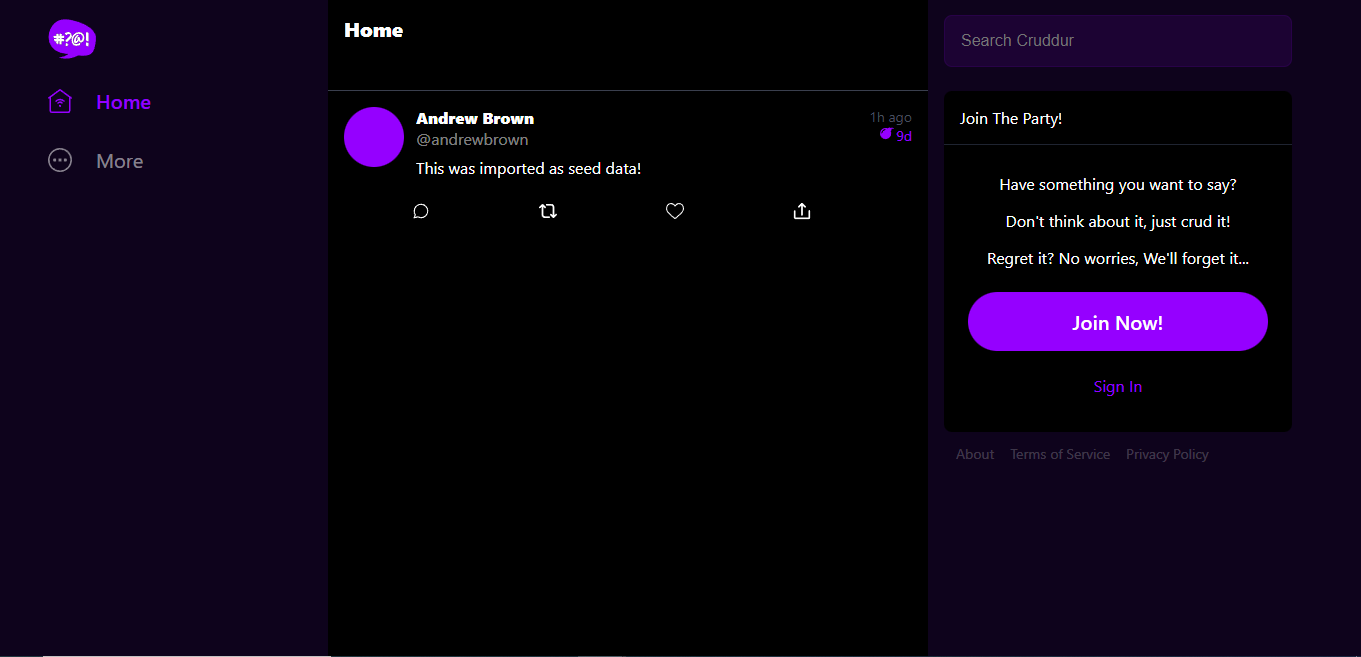 #?@!
Home
More
Home
Andrew Brown
@andrewbrown
1h ago
9d
This was imported as seed data!
Search Cruddur
Join The Party!
Have something you want to say?
Don't think about it, just crud it!
Regret it? No worries, We'll forget it...
Join Now!
Sign In
About Terms of Service Privacy Policy